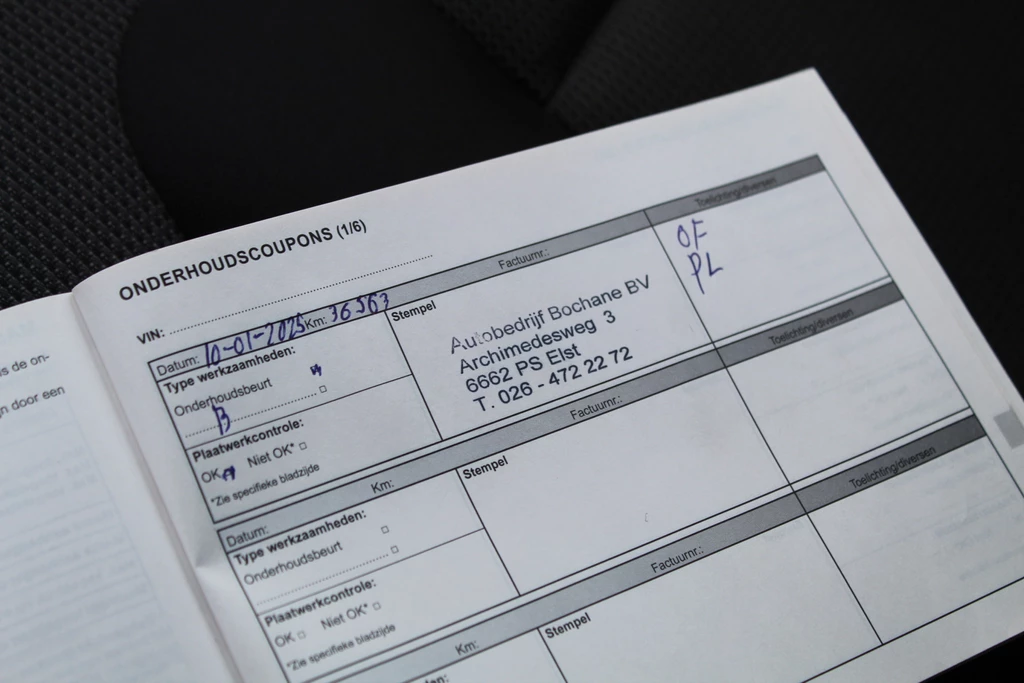 ONDERHOUDSCOUPONS (1/6)
VIN:
Datum: 10-01-2025 Km: 36563 Factuurnr.: Toelichting/diversen
Type werkzaamheden:
Onderhoudsbeurt
B
Plaatwerkcontrole:
OK Niet OK*
*Zie specifieke bladzijde
Stempel
Autobedrijf Bochane BV
Archimedesweg 3
6662 PS Elst
T. 026 - 472 22 72
OF
PL
Datum: Km: Factuurnr.: Toelichting/diversen
Type werkzaamheden:
Onderhoudsbeurt
Plaatwerkcontrole:
OK Niet OK*
*Zie specifieke bladzijde
Stempel
Km: Factuurnr.: Toelichting/diversen
Stempel
s de on-
n door een